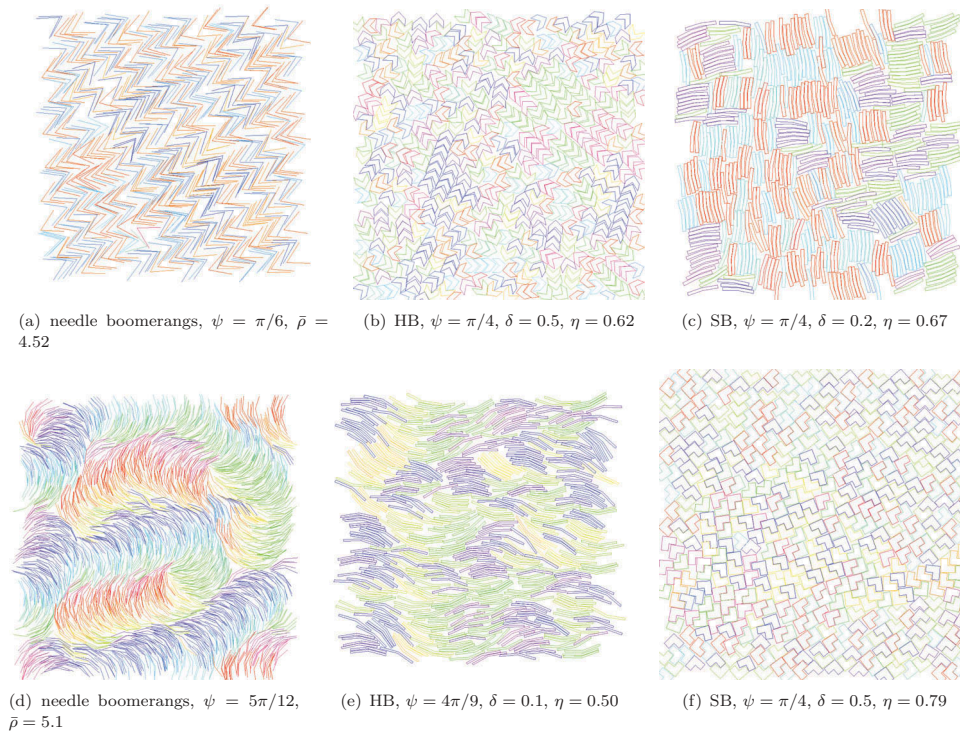 (a) needle boomerangs, ψ = π/6, ρ̄ =
4.52
(b) HB, ψ = π/4, δ = 0.5, η = 0.62
(c) SB, ψ = π/4, δ = 0.2, η = 0.67
(d) needle boomerangs, ψ = 5π/12,
ρ̄ = 5.1
(e) HB, ψ = 4π/9, δ = 0.1, η = 0.50
(f) SB, ψ = π/4, δ = 0.5, η = 0.79